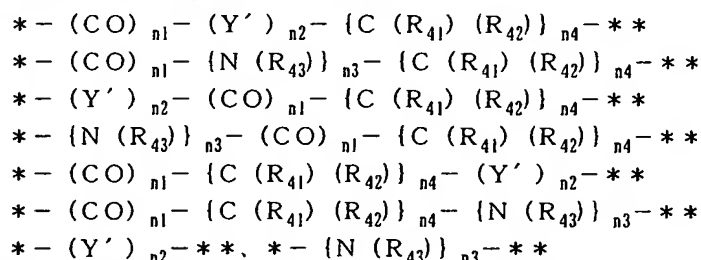 *－(CO)n1－(Y′)n2－{C(R41)(R42)}n4－**
*－(CO)n1－{N(R43)}n3－{C(R41)(R42)}n4－**
*－(Y′)n2－(CO)n1－{C(R41)(R42)}n4－**
*－{N(R43)}n3－(CO)n1－{C(R41)(R42)}n4－**
*－(CO)n1－{C(R41)(R42)}n4－(Y′)n2－**
*－(CO)n1－{C(R41)(R42)}n4－{N(R43)}n3－**
*－(Y′)n2－**、*－{N(R43)}n3－**